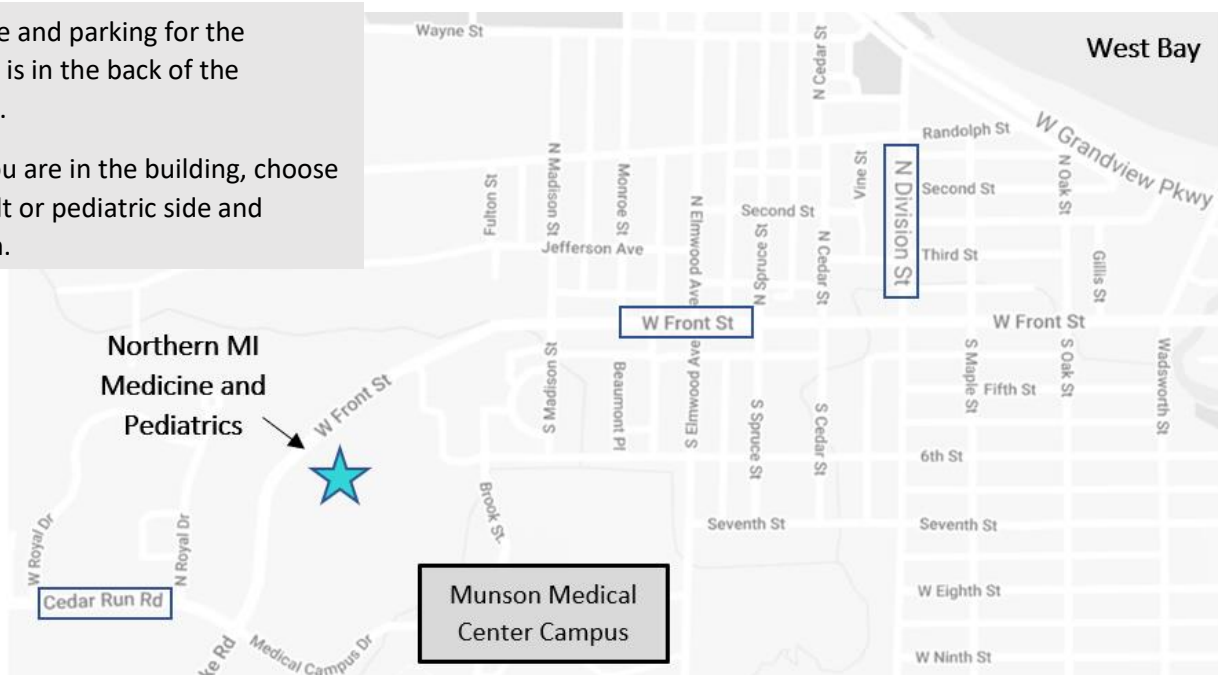 e and parking for the
is in the back of the
.
ou are in the building, choose
lt or pediatric side and
n.
Wayne St
N Cedar St
West Bay
W Grandview Pkwy
Randolph St
N Madison St
Monroe St
Fulton St
Vine St
N Division St
Second St
N Oak St
N Elmwood Ave
Second St
N Spruce St
N Cedar St
Jefferson Ave
Third St
Gillis St
W Front St
W Front St
Northern MI
Medicine and
Pediatrics
W Front St
S Madison St
Beaumont Pl
S Elmwood Ave
S Spruce St
S Cedar St
S Maple St
Fifth St
S Oak St
Wadsworth St
6th St
Brook St.
Seventh St
Seventh St
W Royal Dr
N Royal Dr
Cedar Run Rd
Munson Medical
Center Campus
W Eighth St
Medical Campus Dr
ke Rd
W Ninth St